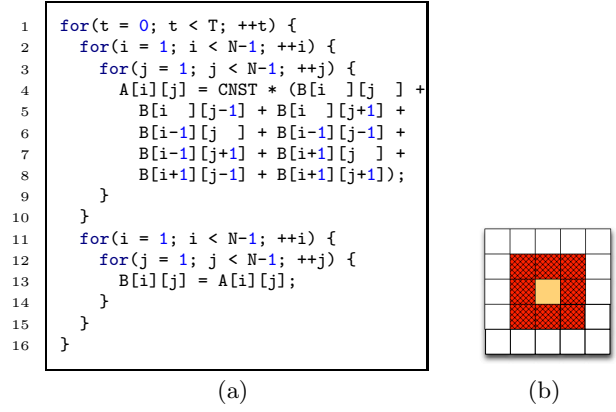 1 for(t = 0; t < T; ++t) {
2   for(i = 1; i < N-1; ++i) {
3     for(j = 1; j < N-1; ++j) {
4       A[i][j] = CNST * (B[i  ][j  ] +
5         B[i  ][j-1] + B[i  ][j+1] +
6         B[i-1][j  ] + B[i-1][j-1] +
7         B[i-1][j+1] + B[i+1][j  ] +
8         B[i+1][j-1] + B[i+1][j+1]);
9     }
10   }
11   for(i = 1; i < N-1; ++i) {
12     for(j = 1; j < N-1; ++j) {
13       B[i][j] = A[i][j];
14     }
15   }
16 }
(a)
(b)